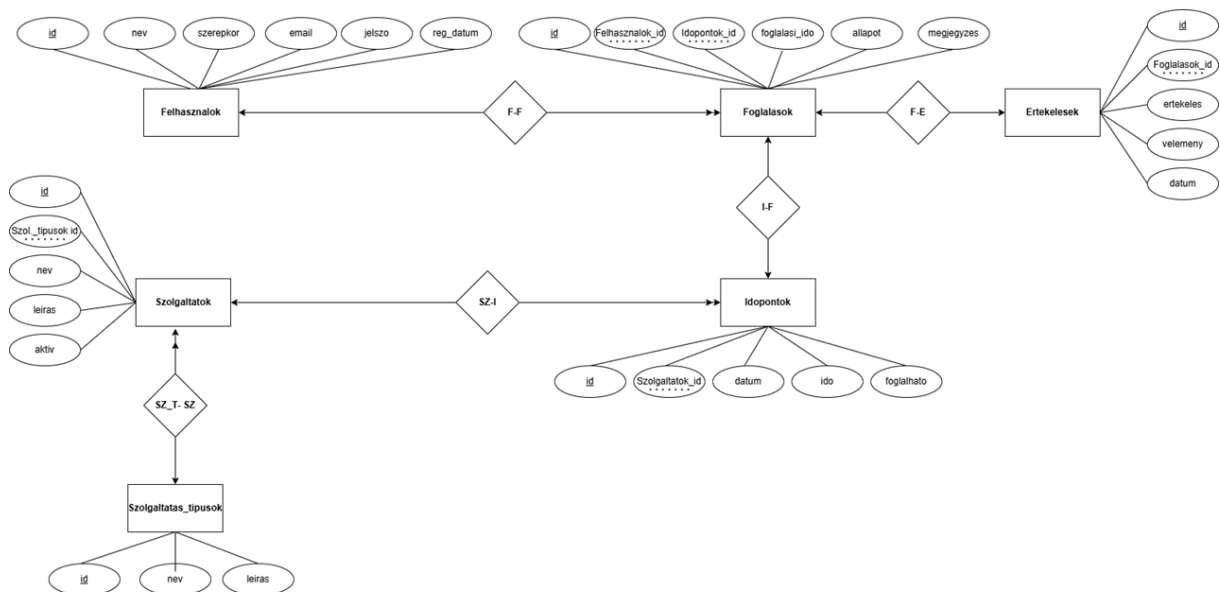 id
nev
szerepkor
email
jelszo
reg_datum
Felhasznalok
F-F
id
Felhasznalok_id
Idopontok_id
foglalasi_ido
allapot
megjegyzes
Foglalasok
F-E
Ertekelesek
id
Foglalasok_id
ertekeles
velemeny
datum
I-F
id
Szol._tipusok id
nev
leiras
aktiv
Szolgaltatok
SZ-I
Idopontok
id
Szolgaltatok_id
datum
ido
foglalhato
SZ_T- SZ
Szolgaltatas_tipusok
id
nev
leiras